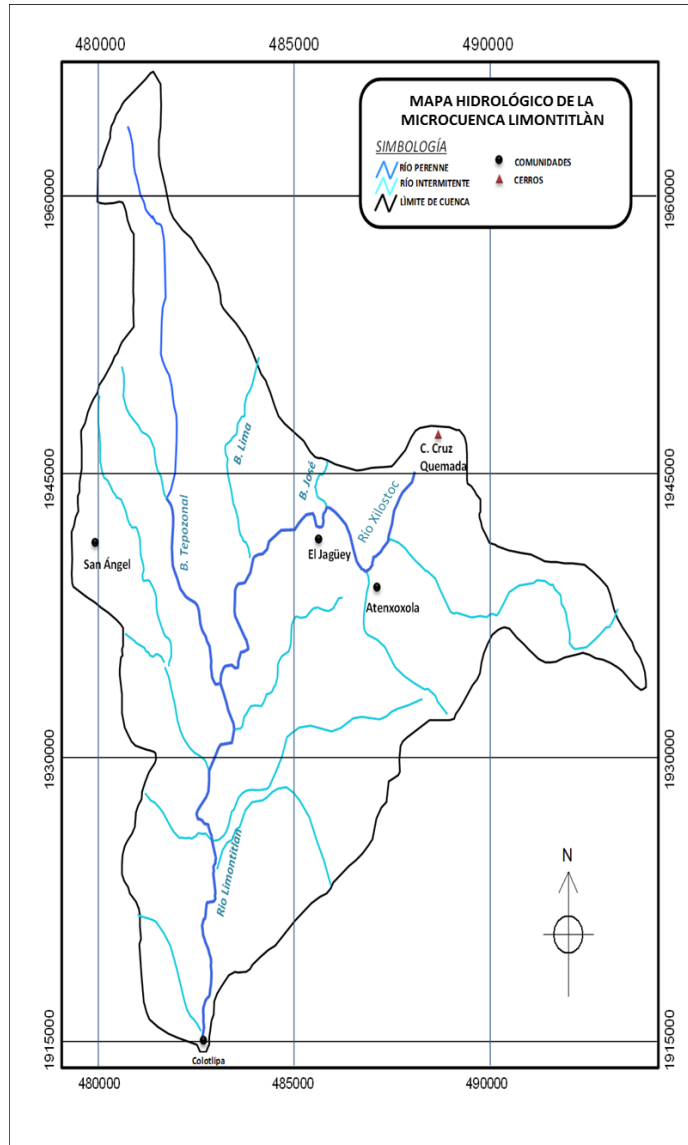 480000
485000
490000
MAPA HIDROLÓGICO DE LA
MICROCUENCA LIMONTITLÀN
SIMBOLOGÍA
RÍO PERENNE
RÍO INTERMITENTE
LÌMITE DE CUENCA
COMUNIDADES
CERROS
1960000
1960000
B. Lima
B. José
C. Cruz
Quemada
1945000
1945000
Río Xilostoc
B. Tepozonal
San Ángel
El Jagüey
Atenxoxola
1930000
1930000
Rio Limontitlán
N
1915000
1915000
Colotlipa
480000
485000
490000